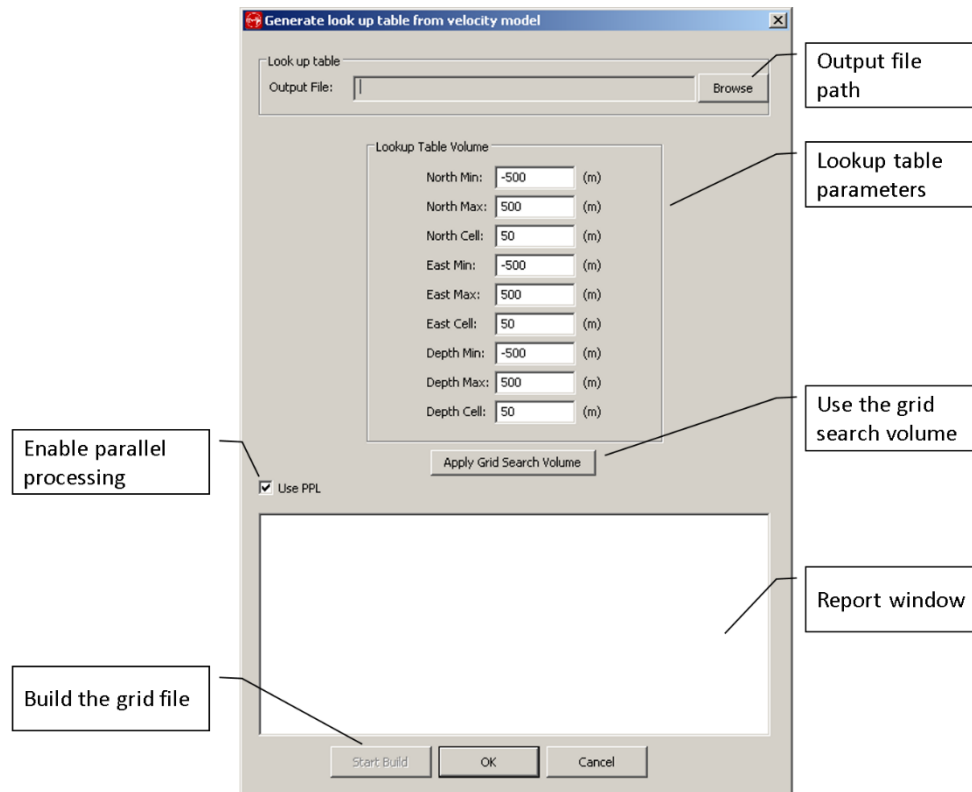 Generate look up table from velocity model
Look up table
Output File:
Browse
Output file
path
Lookup Table Volume
North Min: -500 (m)
North Max: 500 (m)
North Cell: 50 (m)
East Min: -500 (m)
East Max: 500 (m)
East Cell: 50 (m)
Depth Min: -500 (m)
Depth Max: 500 (m)
Depth Cell: 50 (m)
Lookup table
parameters
Apply Grid Search Volume
Use the grid
search volume
Enable parallel
processing
Use PPL
Report window
Build the grid file
Start Build
OK
Cancel